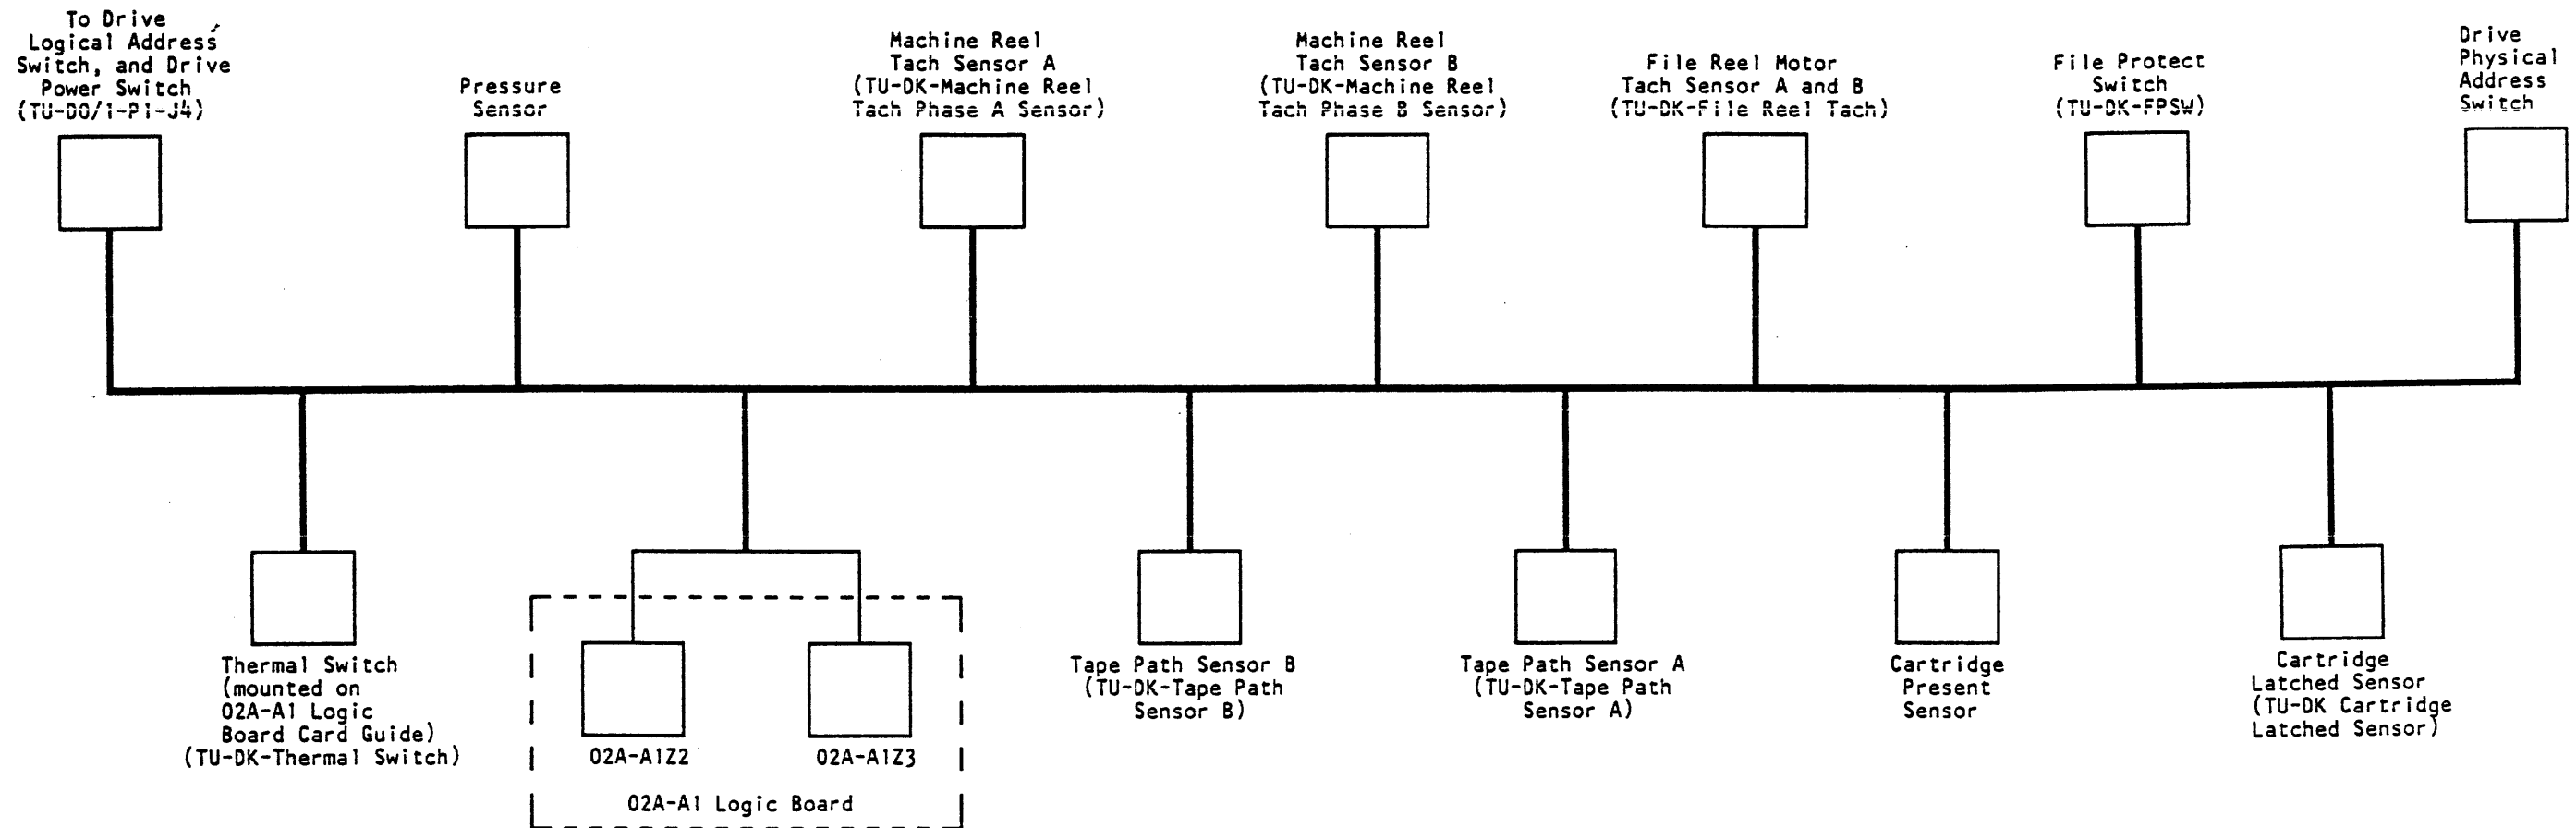 To Drive
Logical Address
Switch, and Drive
Power Switch
(TU-D0/1-P1-J4)
Pressure
Sensor
Machine Reel
Tach Sensor A
(TU-DK-Machine Reel
Tach Phase A Sensor)
Machine Reel
Tach Sensor B
(TU-DK-Machine Reel
Tach Phase B Sensor)
File Reel Motor
Tach Sensor A and B
(TU-DK-File Reel Tach)
File Protect
Switch
(TU-DK-FPSW)
Drive
Physical
Address
Switch
Thermal Switch
(mounted on
02A-A1 Logic
Board Card Guide)
(TU-DK-Thermal Switch)
02A-A1Z2
02A-A1Z3
02A-A1 Logic Board
Tape Path Sensor B
(TU-DK-Tape Path
Sensor B)
Tape Path Sensor A
(TU-DK-Tape Path
Sensor A)
Cartridge
Present
Sensor
Cartridge
Latched Sensor
(TU-DK Cartridge
Latched Sensor)